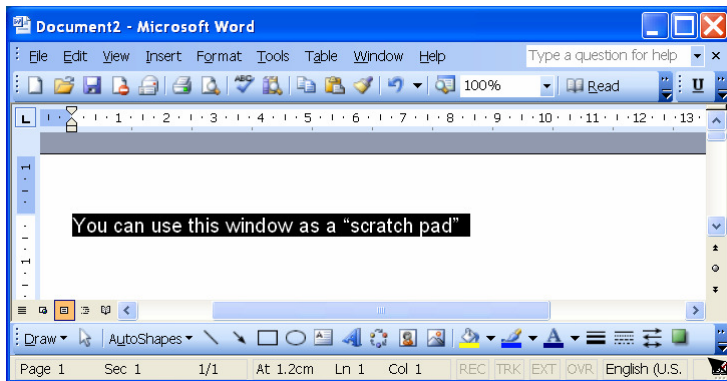 Document2 - Microsoft Word
File Edit View Insert Format Tools Table Window Help Type a question for help
ABC 100% Read U
L 1 2 3 4 5 6 7 8 9 10 11 12 13
1
You can use this window as a “scratch pad”
1
Draw AutoShapes A A
Page 1 Sec 1 1/1 At 1.2cm Ln 1 Col 1 REC TRK EXT OVR English (U.S.